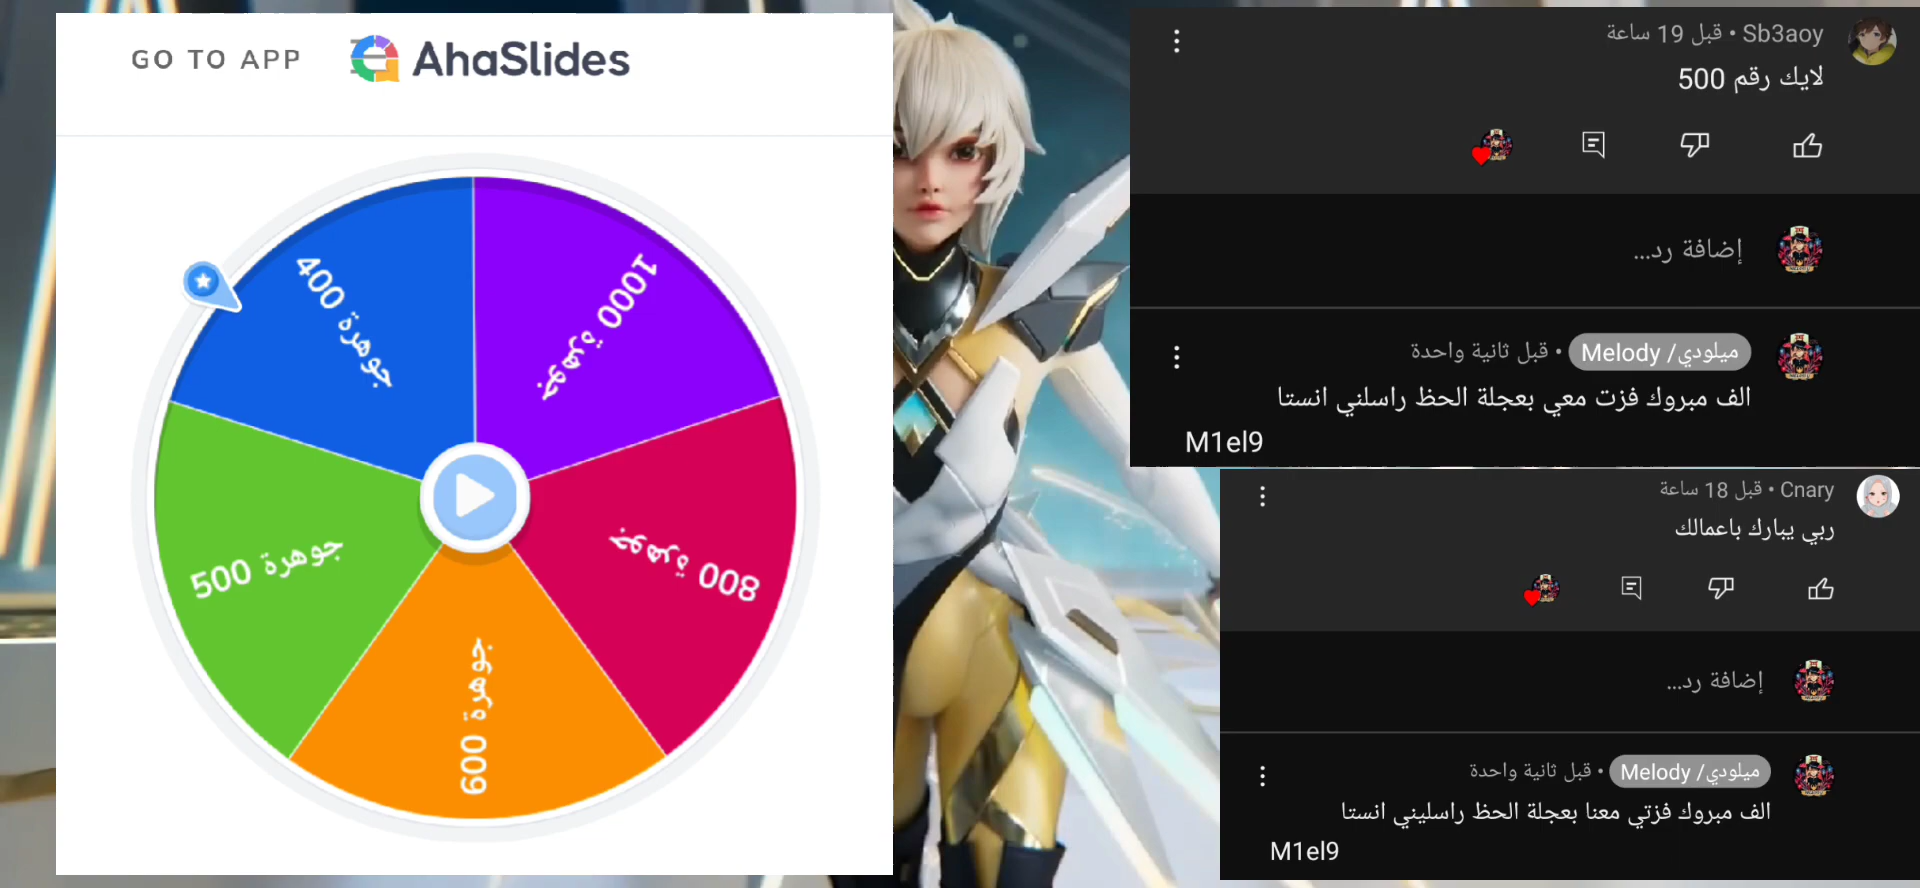 GO TO APP
AhaSlides
400 جوهرة
1000 جوهرة
800 جوهرة
600 جوهرة
500 جوهرة
Sb3aoy • قبل 19 ساعة
لايك رقم 500
إضافة رد...
ميلودي/ Melody • قبل ثانية واحدة
الف مبروك فزت معي بعجلة الحظ راسلني انستا
M1el9
Cnary • قبل 18 ساعة
ربي يبارك باعمالك
إضافة رد...
ميلودي/ Melody • قبل ثانية واحدة
الف مبروك فزتي معنا بعجلة الحظ راسليني انستا
M1el9